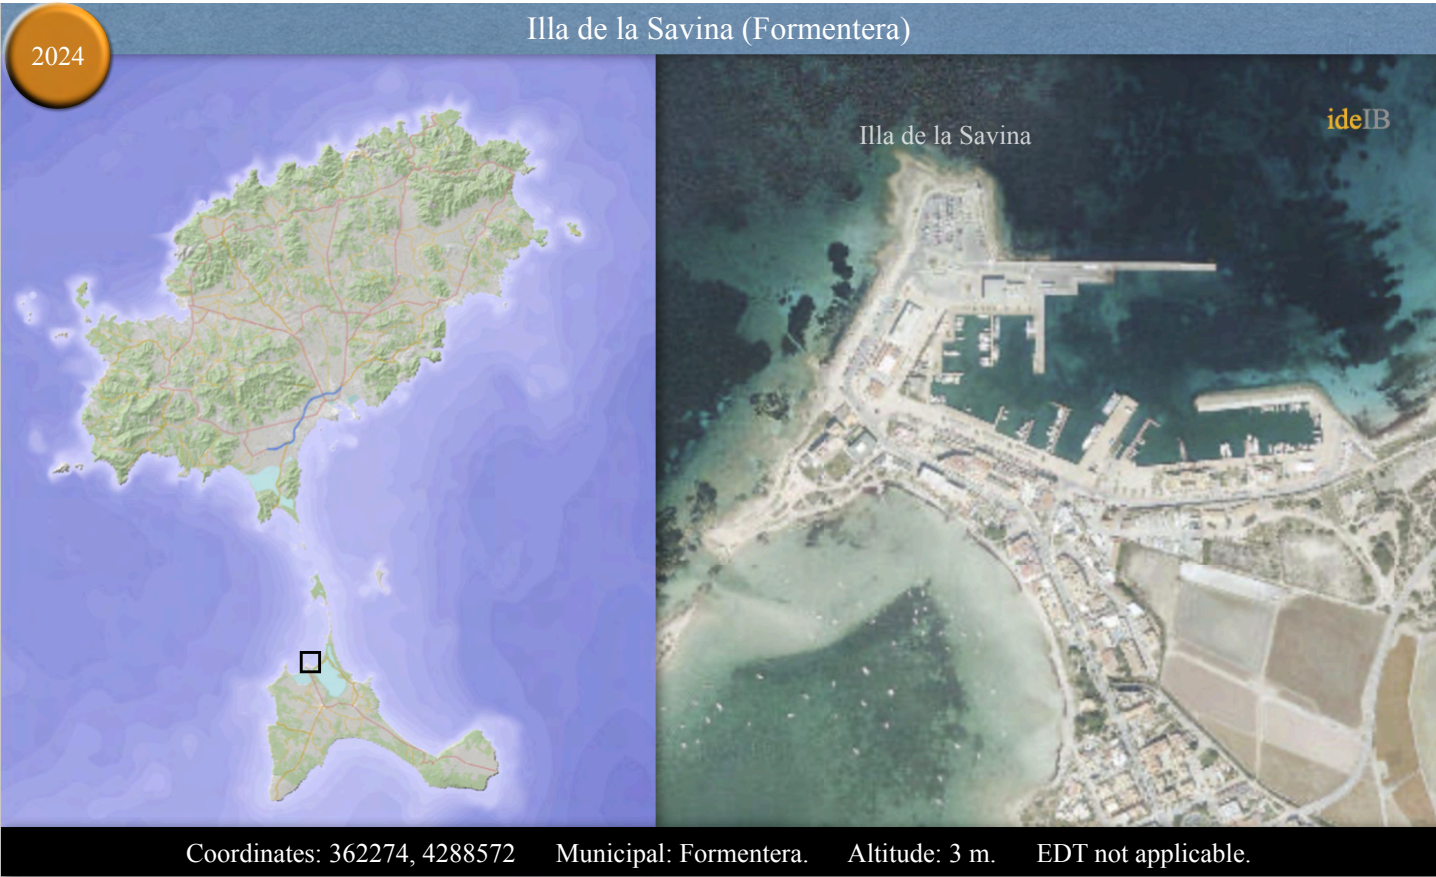 Illa de la Savina (Formentera)
2024
ideIB
Illa de la Savina
Coordinates: 362274, 4288572 Municipal: Formentera. Altitude: 3 m. EDT not applicable.